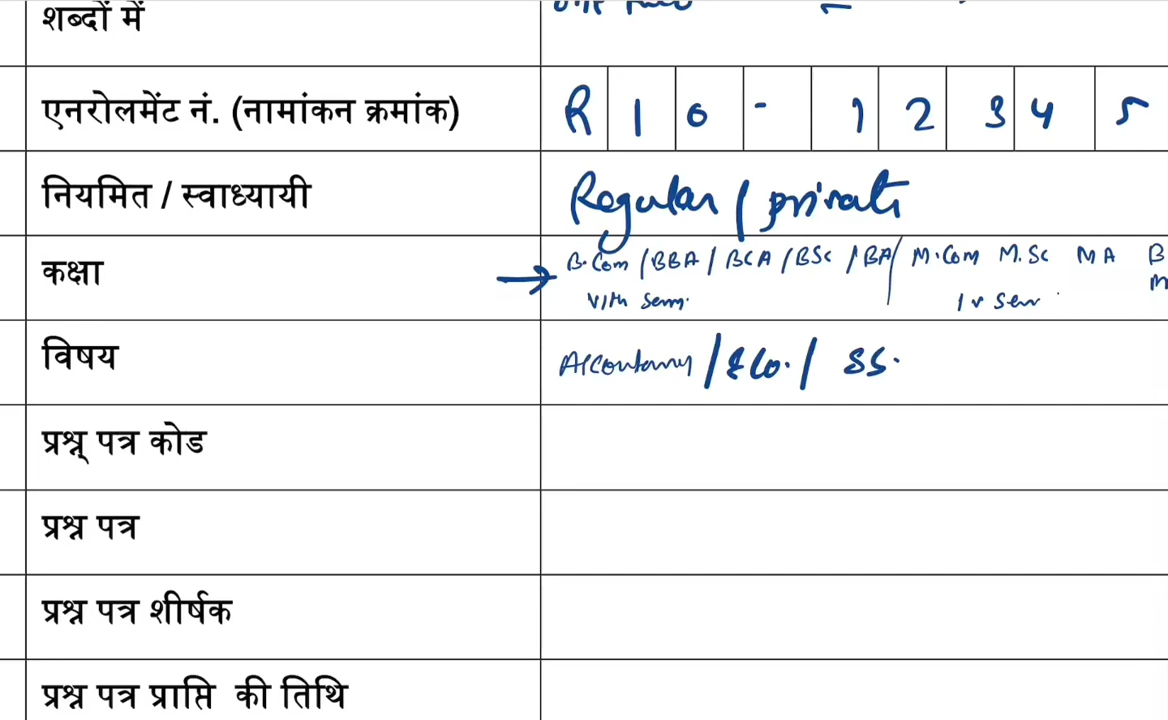 शब्दों में
एनरोलमेंट नं. (नामांकन क्रमांक) R 1 0 - 1 2 3 4 5
नियमित / स्वाध्यायी Regular / private
कक्षा → B.Com / BBA / BCA / BSc / BA / M.Com M.Sc MA B
VIth Sem. IV Sem
विषय Accountancy / Eco. / SS.
प्रश्न् पत्र कोड
प्रश्न पत्र
प्रश्न पत्र शीर्षक
प्रश्न पत्र प्राप्ति की तिथि